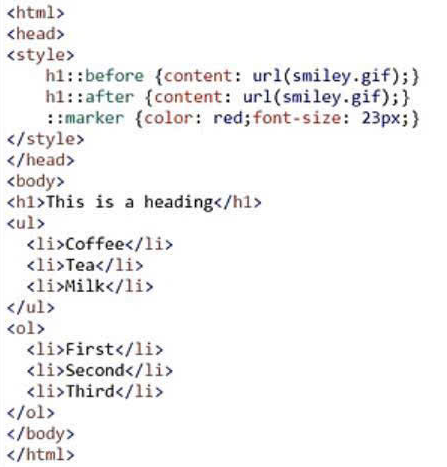 <html>
<head>
<style>
    h1::before {content: url(smiley.gif);}
    h1::after {content: url(smiley.gif);}
    ::marker {color: red;font-size: 23px;}
</style>
</head>
<body>
<h1>This is a heading</h1>
<ul>
  <li>Coffee</li>
  <li>Tea</li>
  <li>Milk</li>
</ul>
<ol>
  <li>First</li>
  <li>Second</li>
  <li>Third</li>
</ol>
</body>
</html>